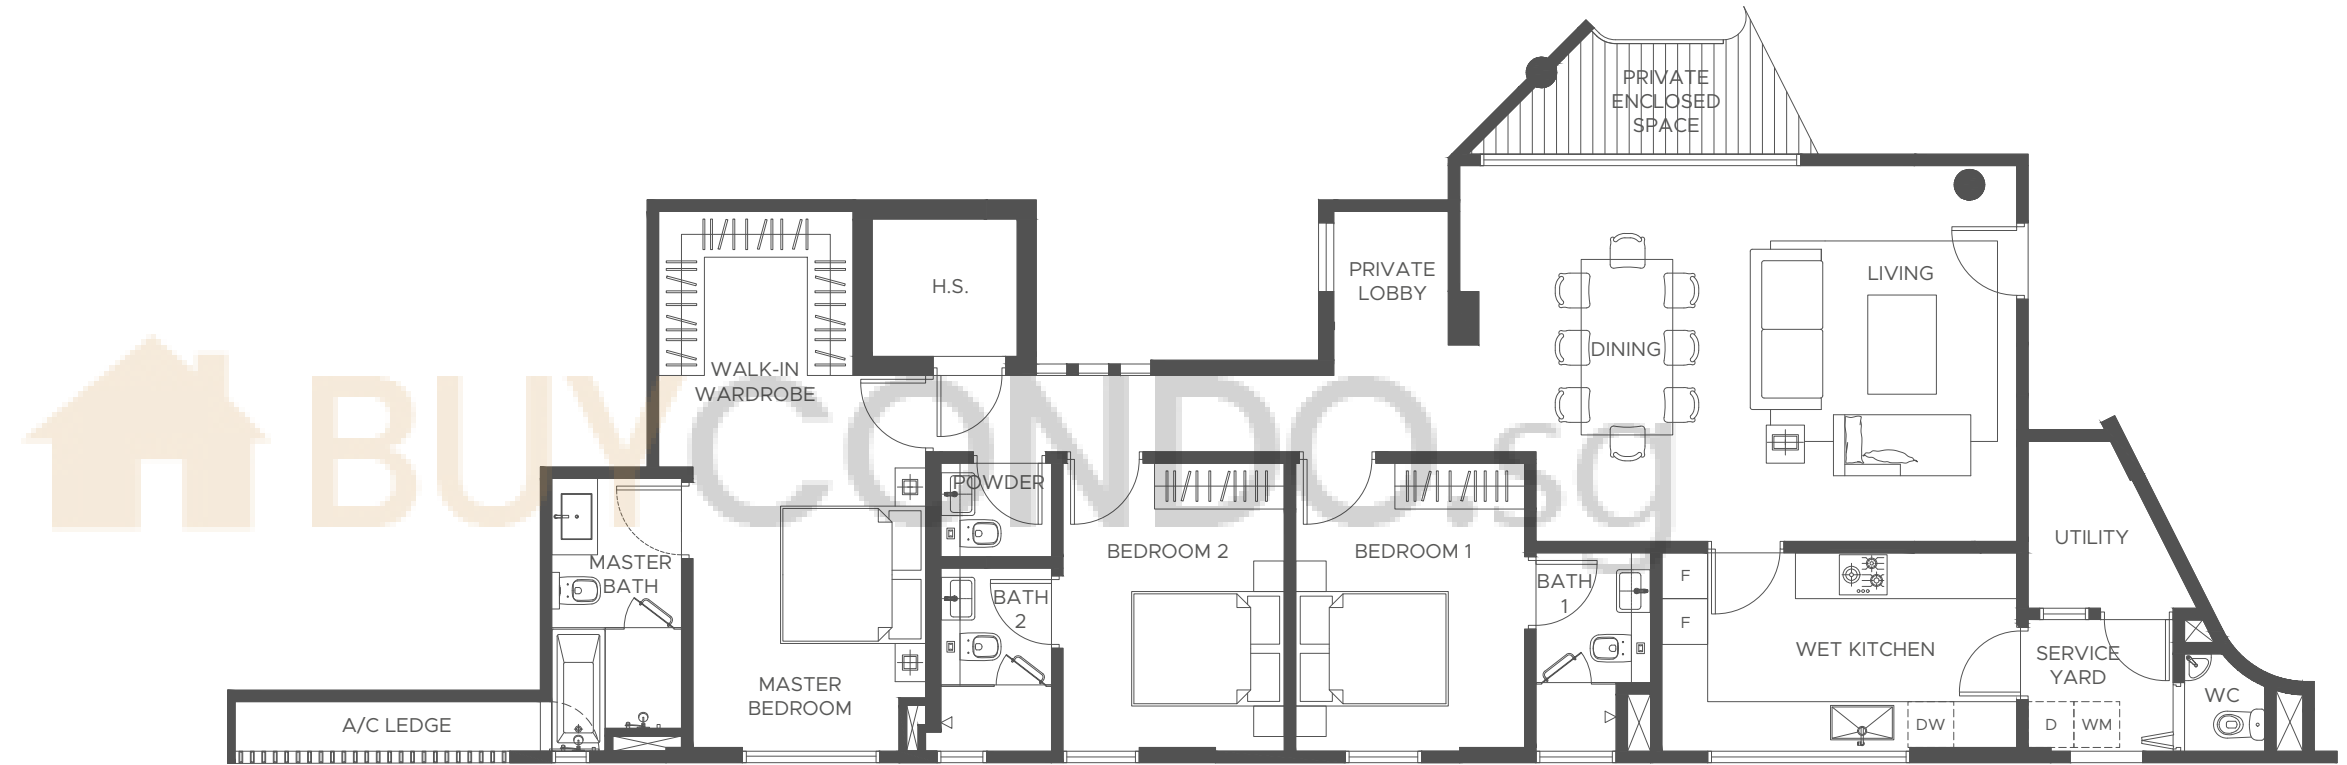 PRIVATE
ENCLOSED
SPACE
H.S.
PRIVATE
LOBBY
LIVING
DINING
WALK-IN
WARDROBE
BUYCONDO.sg
POWDER
UTILITY
MASTER
BATH
BEDROOM 2
BEDROOM 1
BATH
2
BATH
1
F
F
WET KITCHEN
SERVICE
YARD
MASTER
BEDROOM
WC
A/C LEDGE
DW
D
WM